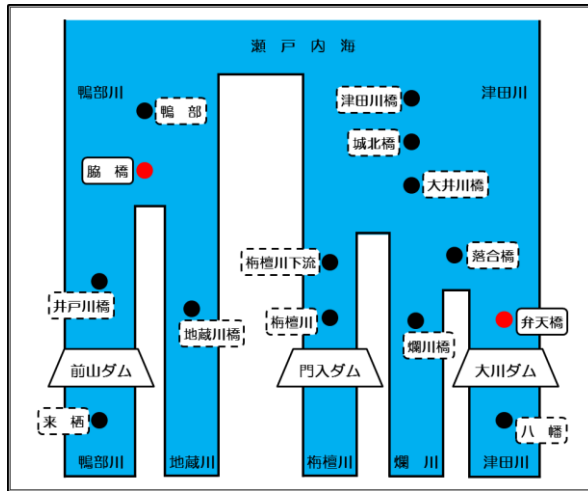 瀬戸内海
鴨部川
津田川
津田川橋
鴨 部
城北橋
脇 橋
大井川橋
栴檀川下流
落合橋
井戸川橋
地蔵川橋
栴檀川
爛川橋
弁天橋
前山ダム
門入ダム
大川ダム
来 栖
八 幡
鴨部川
地蔵川
栴檀川
爛 川
津田川